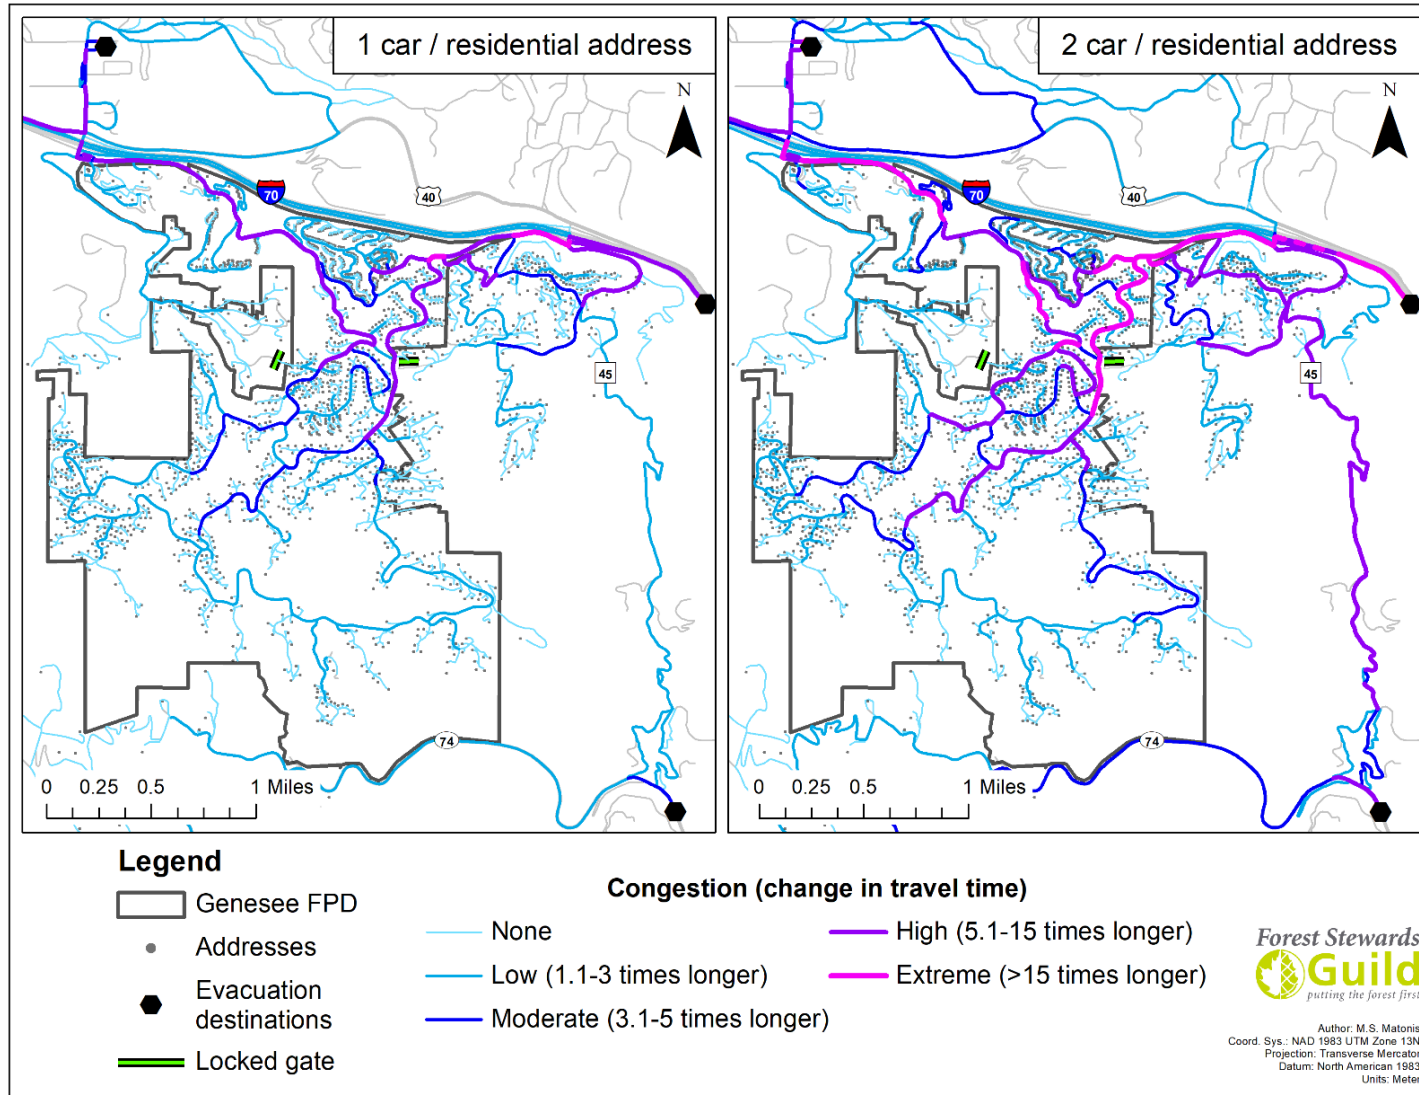 1 car / residential address
N
70
40
45
74
0 0.25 0.5 1 Miles
2 car / residential address
N
70
40
45
74
0 0.25 0.5 1 Miles
Legend
Genesee FPD
Addresses
Evacuation
destinations
Locked gate
Congestion (change in travel time)
None
Low (1.1-3 times longer)
Moderate (3.1-5 times longer)
High (5.1-15 times longer)
Extreme (>15 times longer)
Forest Stewards
Guild
putting the forest first
Author: M.S. Matonis
Coord. Sys.: NAD 1983 UTM Zone 13N
Projection: Transverse Mercator
Datum: North American 1983
Units: Meter